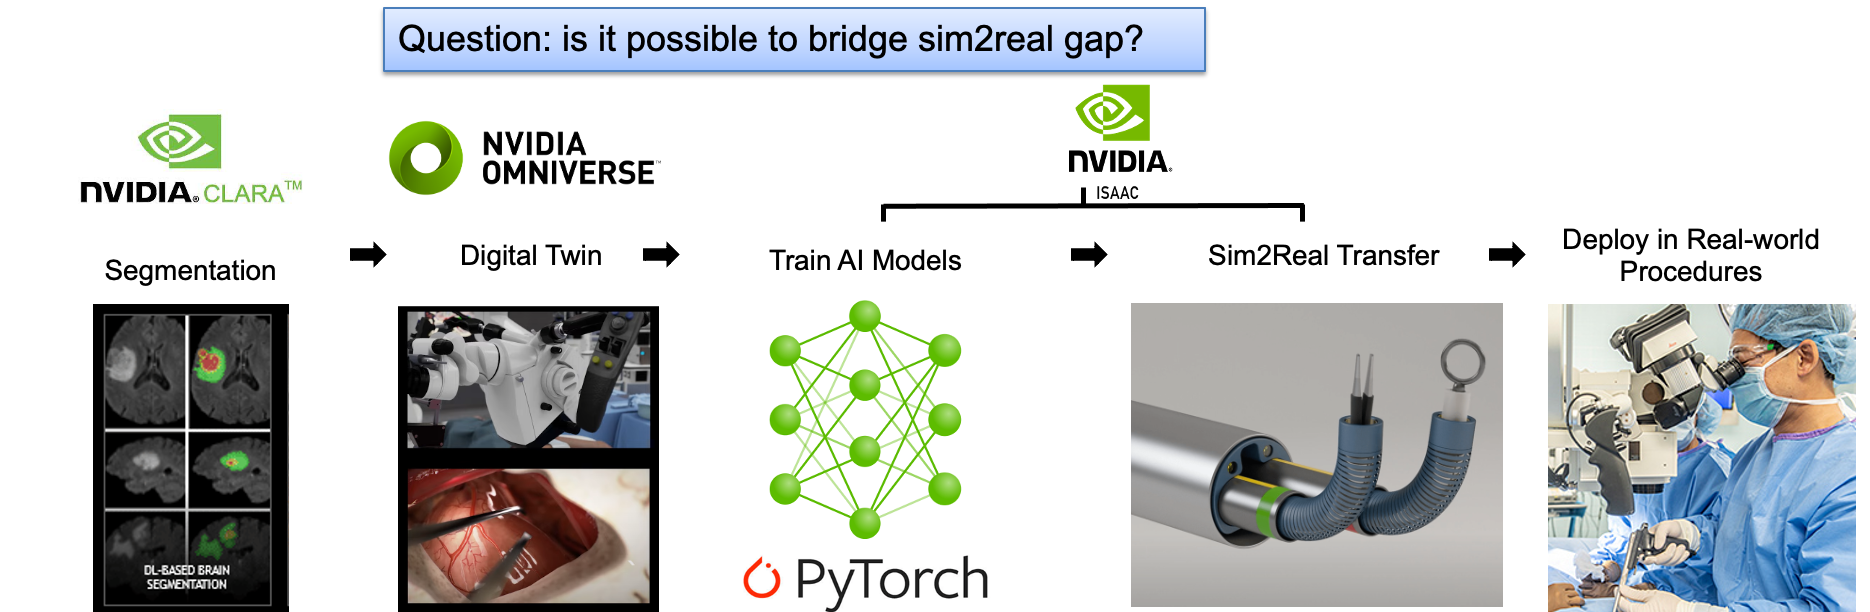 Question: is it possible to bridge sim2real gap?
NVIDIA® CLARA™
NVIDIA
OMNIVERSE™
NVIDIA®
ISAAC
Segmentation
Digital Twin
Train AI Models
Sim2Real Transfer
Deploy in Real-world
Procedures
DL-BASED BRAIN
SEGMENTATION
PyTorch